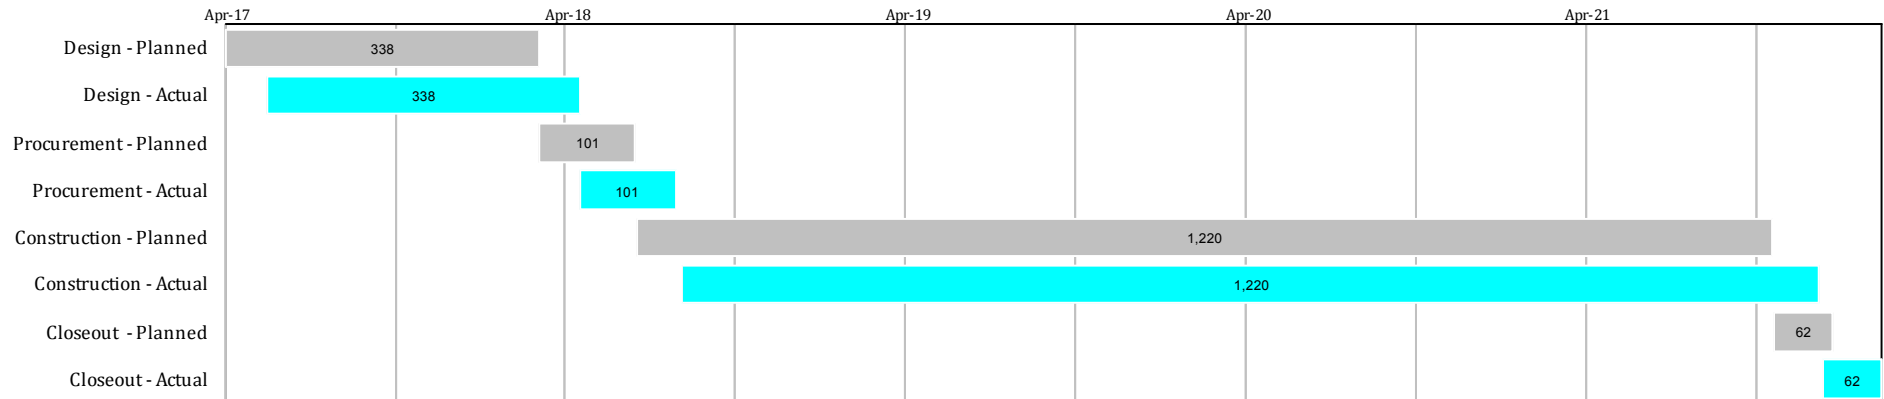 Apr-17 Apr-18 Apr-19 Apr-20 Apr-21
Design - Planned 338
Design - Actual 338
Procurement - Planned 101
Procurement - Actual 101
Construction - Planned 1,220
Construction - Actual 1,220
Closeout - Planned 62
Closeout - Actual 62